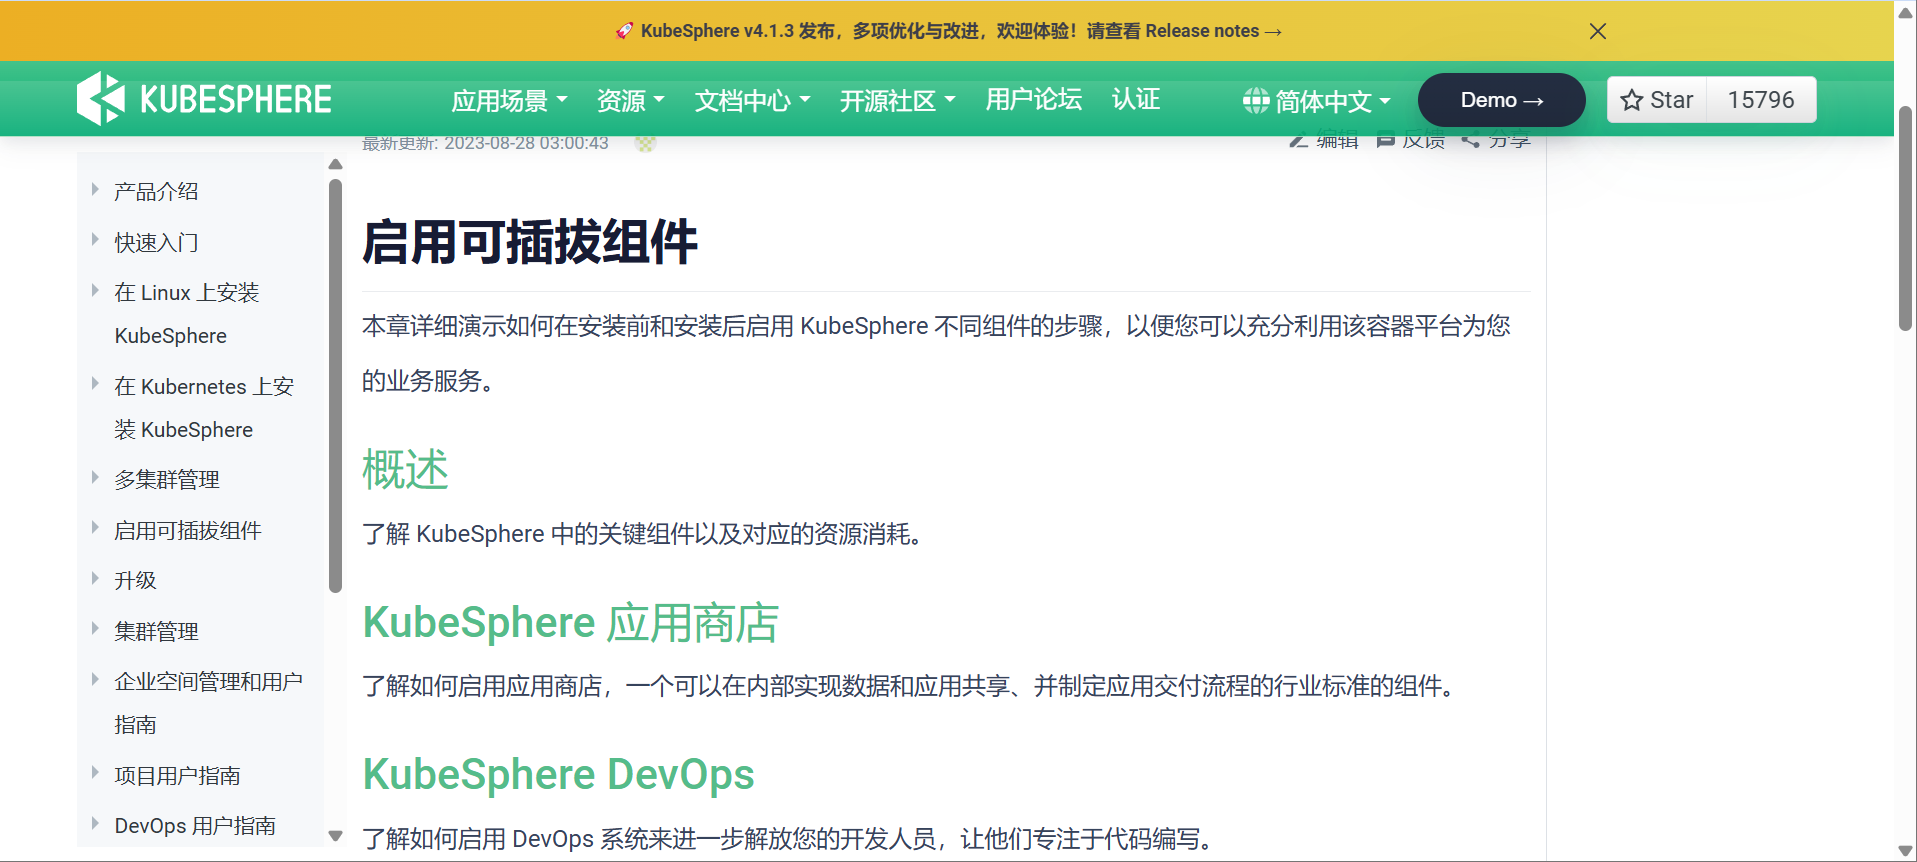 🚀 KubeSphere v4.1.3 发布，多项优化与改进，欢迎体验！请查看 Release notes →
KUBESPHERE
应用场景
资源
文档中心
开源社区
用户论坛
认证
简体中文
Demo →
Star
15796
最新更新: 2023-08-28 03:00:43
编辑
反馈
分享
产品介绍
快速入门
在 Linux 上安装
KubeSphere
在 Kubernetes 上安
装 KubeSphere
多集群管理
启用可插拔组件
升级
集群管理
企业空间管理和用户
指南
项目用户指南
DevOps 用户指南
启用可插拔组件
本章详细演示如何在安装前和安装后启用 KubeSphere 不同组件的步骤，以便您可以充分利用该容器平台为您
的业务服务。
概述
了解 KubeSphere 中的关键组件以及对应的资源消耗。
KubeSphere 应用商店
了解如何启用应用商店，一个可以在内部实现数据和应用共享、并制定应用交付流程的行业标准的组件。
KubeSphere DevOps
了解如何启用 DevOps 系统来进一步解放您的开发人员，让他们专注于代码编写。